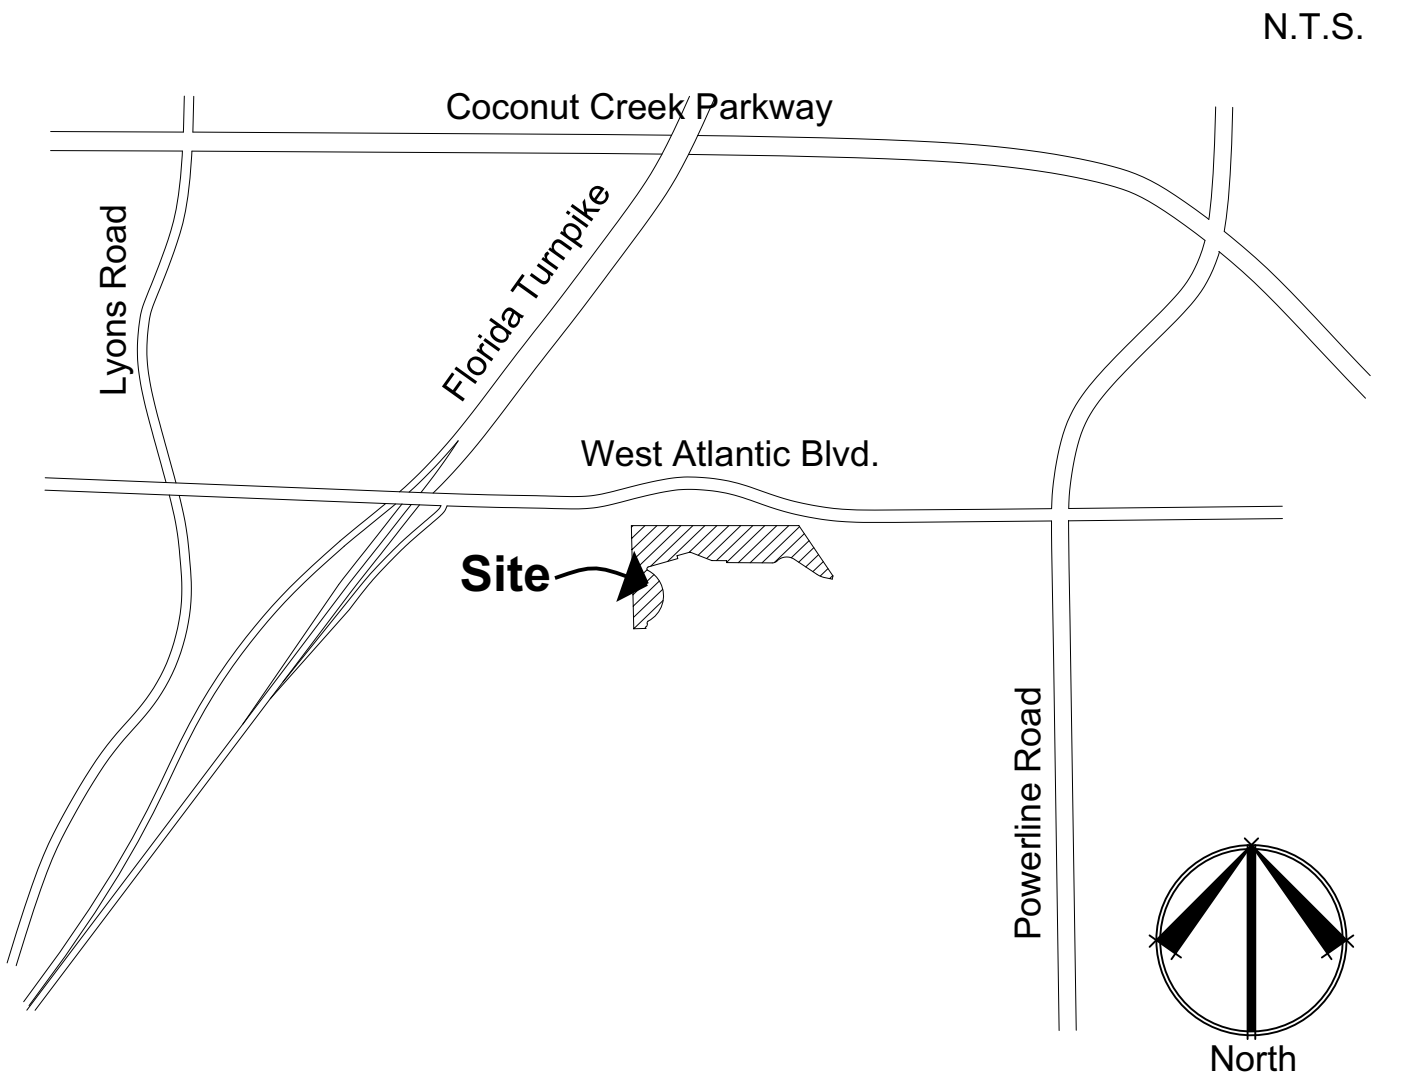 N.T.S.
Coconut Creek Parkway
Lyons Road
Florida Turnpike
West Atlantic Blvd.
Site
Powerline Road
North